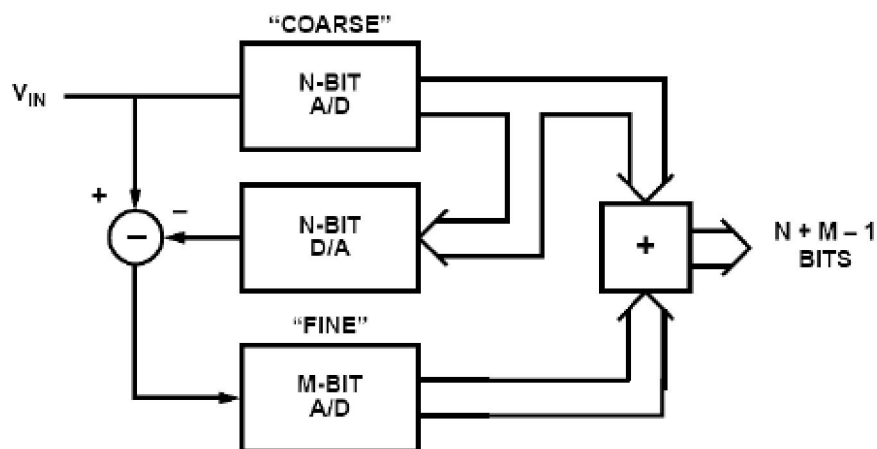 “COARSE”
V_IN
N-BIT
A/D
+
–
–
N-BIT
D/A
+
N + M – 1
BITS
“FINE”
M-BIT
A/D